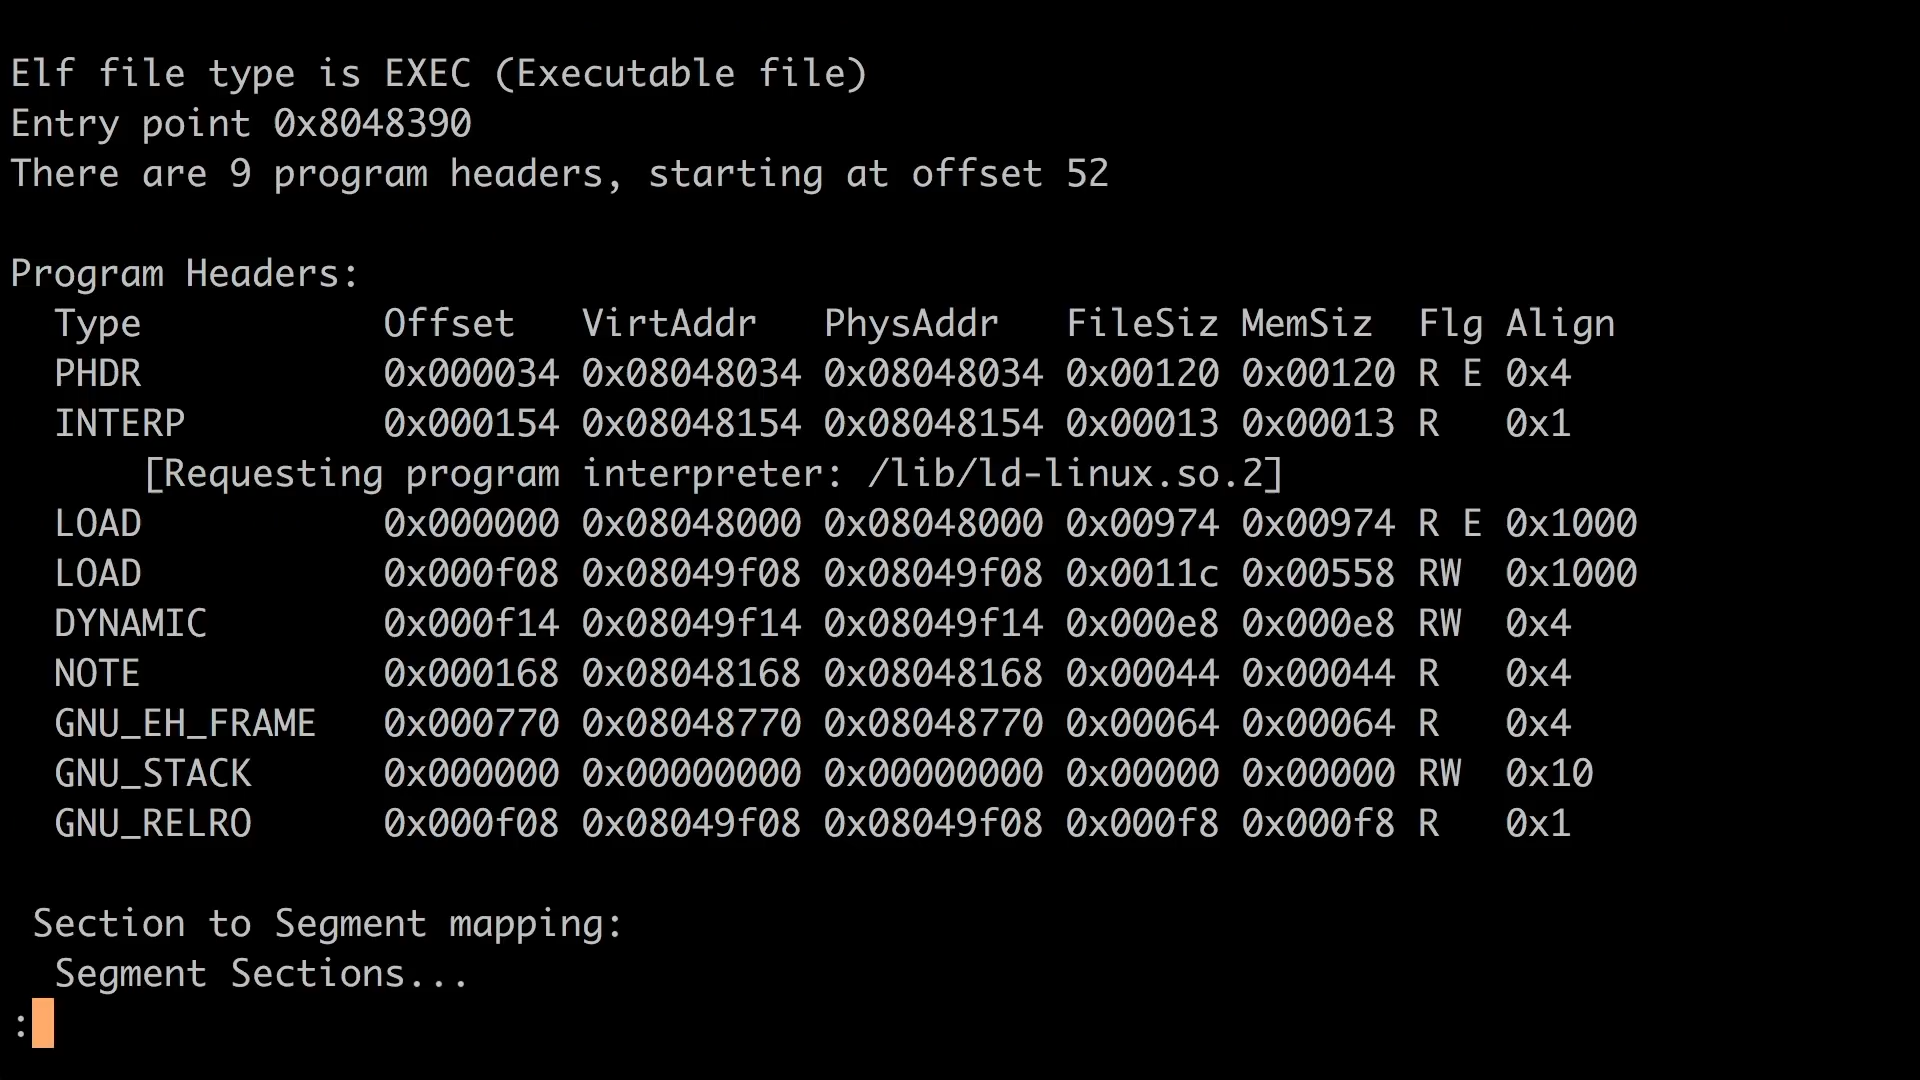 Elf file type is EXEC (Executable file)
Entry point 0x8048390
There are 9 program headers, starting at offset 52
Program Headers:
  Type           Offset   VirtAddr   PhysAddr   FileSiz MemSiz  Flg Align
  PHDR           0x000034 0x08048034 0x08048034 0x00120 0x00120 R E 0x4
  INTERP         0x000154 0x08048154 0x08048154 0x00013 0x00013 R   0x1
      [Requesting program interpreter: /lib/ld-linux.so.2]
  LOAD           0x000000 0x08048000 0x08048000 0x00974 0x00974 R E 0x1000
  LOAD           0x000f08 0x08049f08 0x08049f08 0x0011c 0x00558 RW  0x1000
  DYNAMIC        0x000f14 0x08049f14 0x08049f14 0x000e8 0x000e8 RW  0x4
  NOTE           0x000168 0x08048168 0x08048168 0x00044 0x00044 R   0x4
  GNU_EH_FRAME   0x000770 0x08048770 0x08048770 0x00064 0x00064 R   0x4
  GNU_STACK      0x000000 0x00000000 0x00000000 0x00000 0x00000 RW  0x10
  GNU_RELRO      0x000f08 0x08049f08 0x08049f08 0x000f8 0x000f8 R   0x1
 Section to Segment mapping:
  Segment Sections...
: